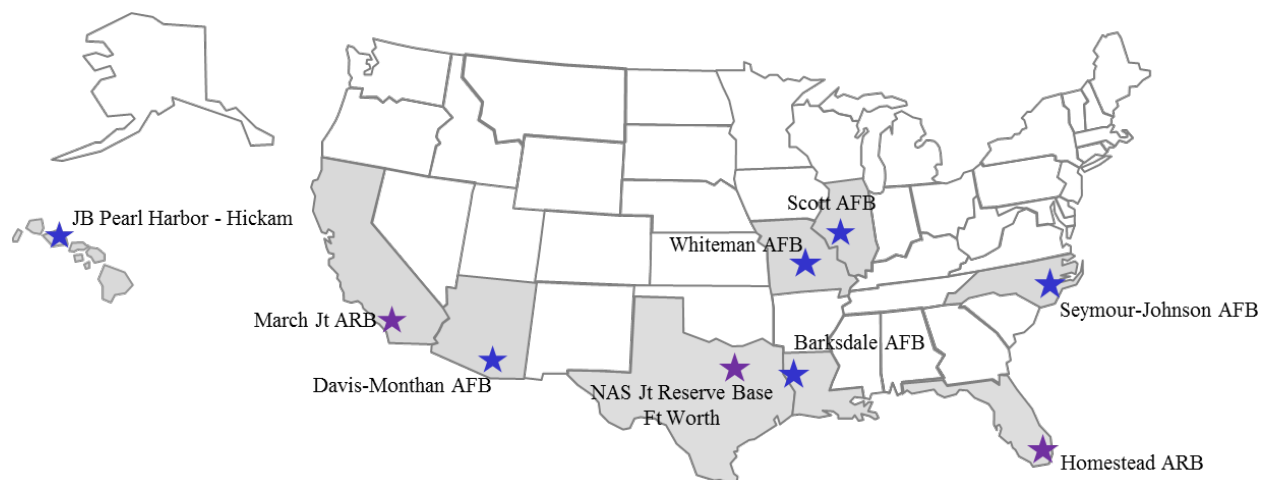 Scott AFB
JB Pearl Harbor - Hickam
Whiteman AFB
Seymour-Johnson AFB
March Jt ARB
Barksdale AFB
Davis-Monthan AFB
NAS Jt Reserve Base
Ft Worth
Homestead ARB